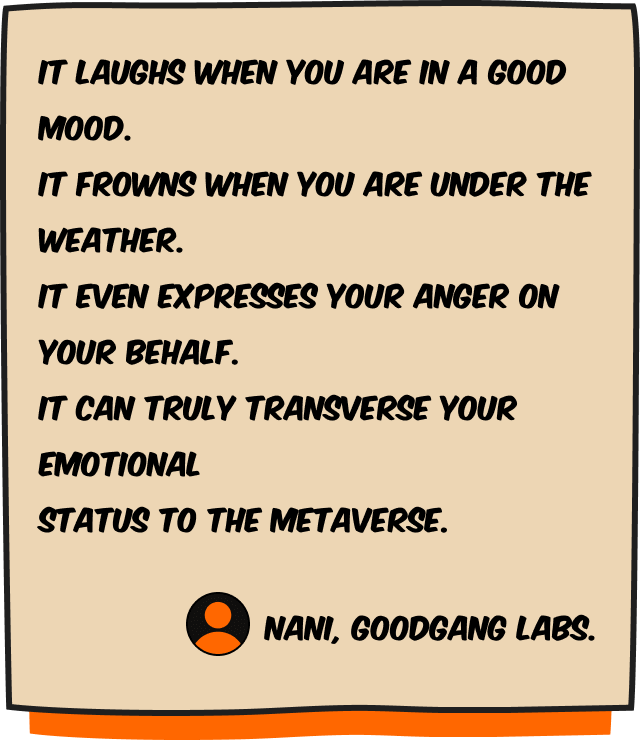 IT LAUGHS WHEN YOU ARE IN A GOOD
MOOD.
IT FROWNS WHEN YOU ARE UNDER THE
WEATHER.
IT EVEN EXPRESSES YOUR ANGER ON
YOUR BEHALF.
IT CAN TRULY TRANSVERSE YOUR
EMOTIONAL
STATUS TO THE METAVERSE.
NANI, GOODGANG LABS.